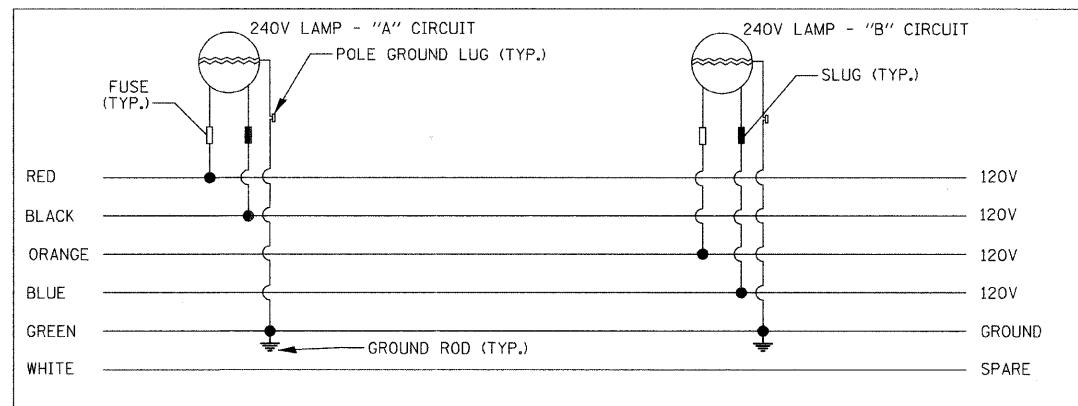 240V LAMP - "A" CIRCUIT
240V LAMP - "B" CIRCUIT
POLE GROUND LUG (TYP.)
SLUG (TYP.)
FUSE
(TYP.)
RED
120V
BLACK
120V
ORANGE
120V
BLUE
120V
GREEN
GROUND
GROUND ROD (TYP.)
WHITE
SPARE